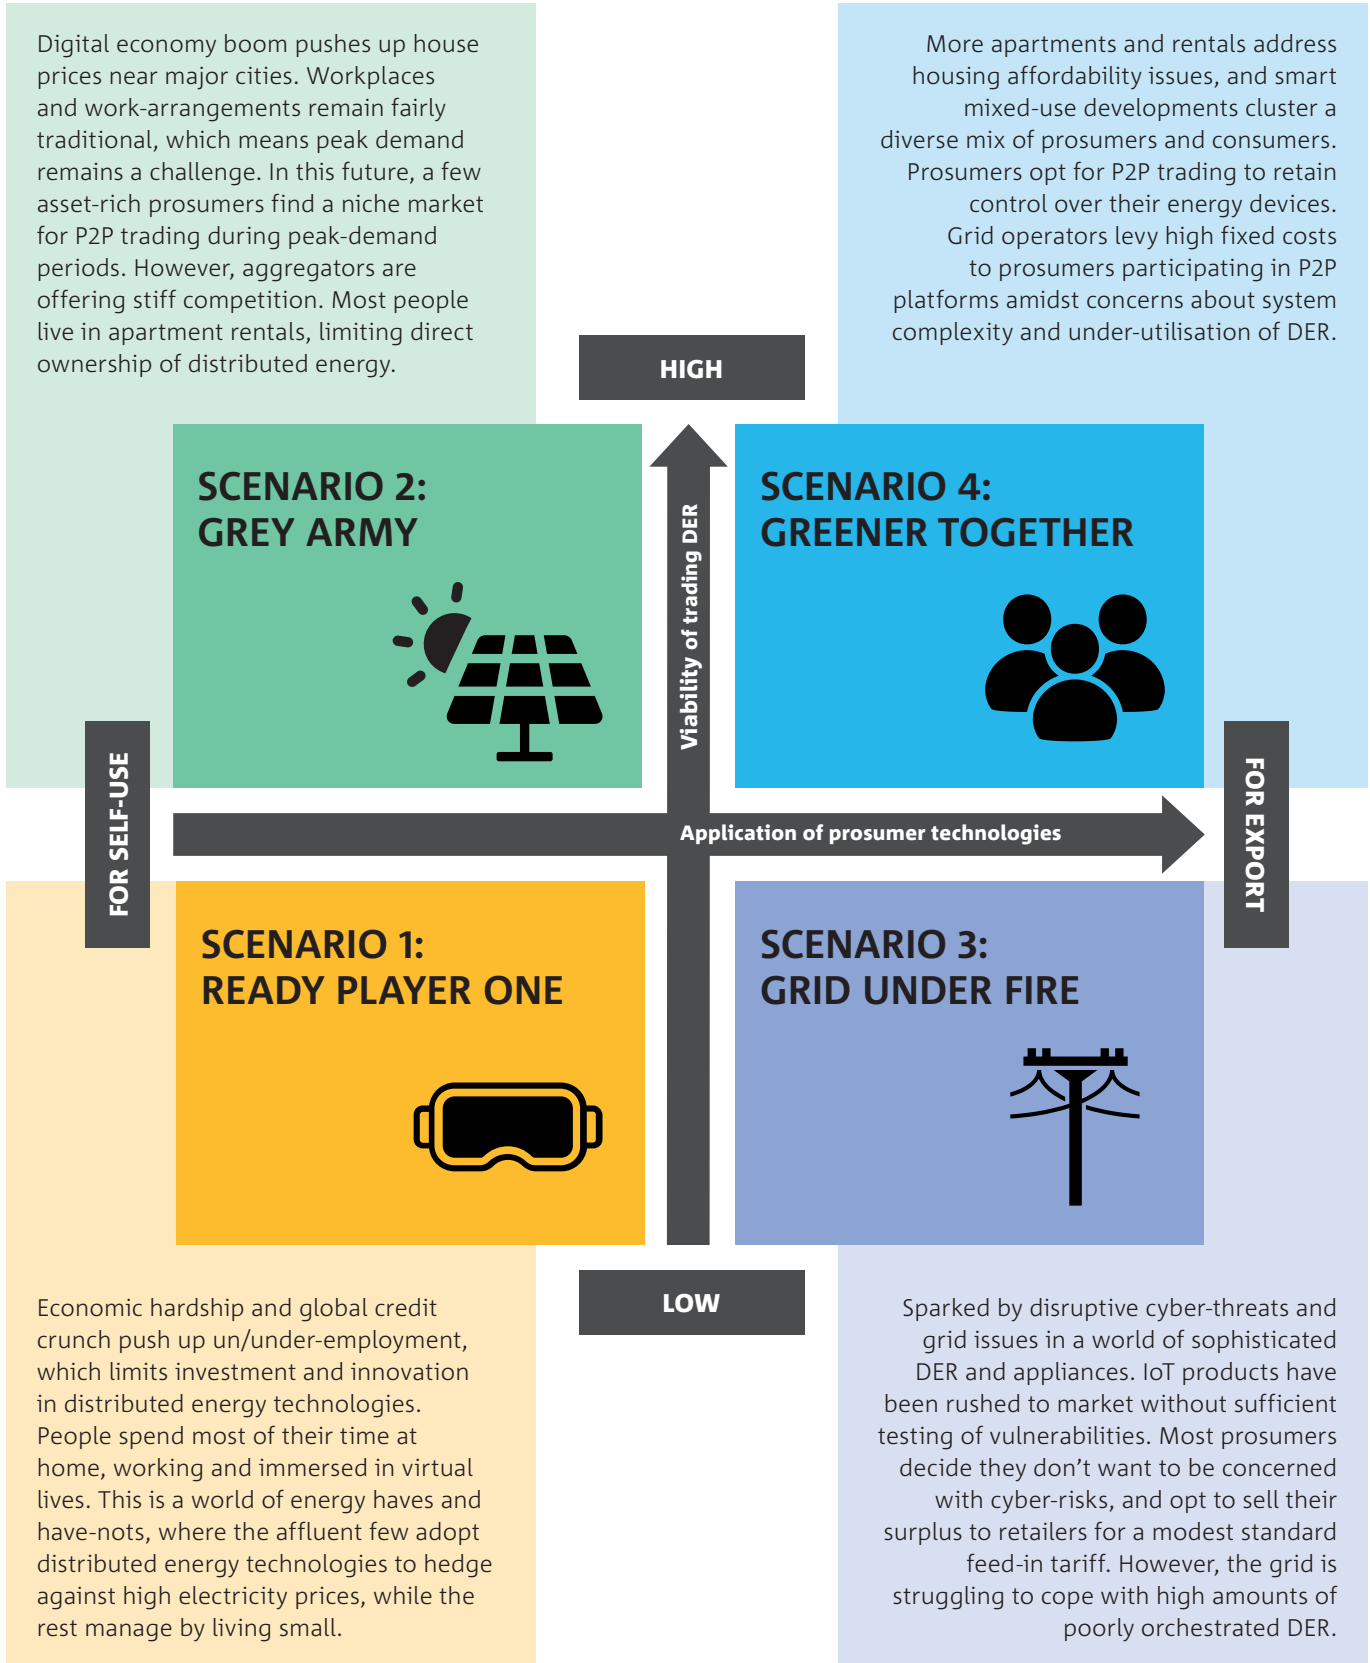 Digital economy boom pushes up house
prices near major cities. Workplaces
and work-arrangements remain fairly
traditional, which means peak demand
remains a challenge. In this future, a few
asset-rich prosumers find a niche market
for P2P trading during peak-demand
periods. However, aggregators are
offering stiff competition. Most people
live in apartment rentals, limiting direct
ownership of distributed energy.
More apartments and rentals address
housing affordability issues, and smart
mixed-use developments cluster a
diverse mix of prosumers and consumers.
Prosumers opt for P2P trading to retain
control over their energy devices.
Grid operators levy high fixed costs
to prosumers participating in P2P
platforms amidst concerns about system
complexity and under-utilisation of DER.
HIGH
SCENARIO 2:
GREY ARMY
Viability of trading DER
SCENARIO 4:
GREENER TOGETHER
FOR SELF-USE
Application of prosumer technologies
FOR EXPORT
SCENARIO 1:
READY PLAYER ONE
SCENARIO 3:
GRID UNDER FIRE
LOW
Economic hardship and global credit
crunch push up un/under-employment,
which limits investment and innovation
in distributed energy technologies.
People spend most of their time at
home, working and immersed in virtual
lives. This is a world of energy haves and
have-nots, where the affluent few adopt
distributed energy technologies to hedge
against high electricity prices, while the
rest manage by living small.
Sparked by disruptive cyber-threats and
grid issues in a world of sophisticated
DER and appliances. IoT products have
been rushed to market without sufficient
testing of vulnerabilities. Most prosumers
decide they don’t want to be concerned
with cyber-risks, and opt to sell their
surplus to retailers for a modest standard
feed-in tariff. However, the grid is
struggling to cope with high amounts of
poorly orchestrated DER.